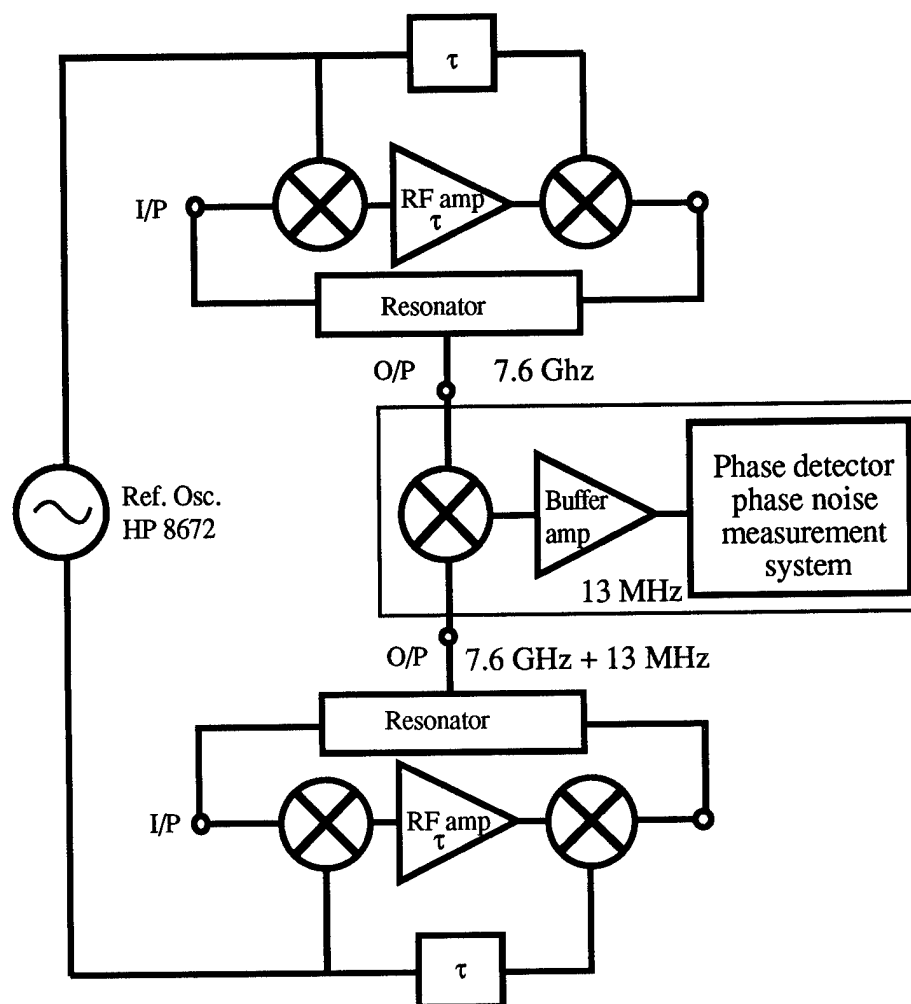 τ
I/P
RF amp
τ
Resonator
O/P
7.6 Ghz
Ref. Osc.
HP 8672
Buffer
amp
Phase detector
phase noise
measurement
system
13 MHz
O/P
7.6 GHz + 13 MHz
Resonator
I/P
RF amp
τ
τ